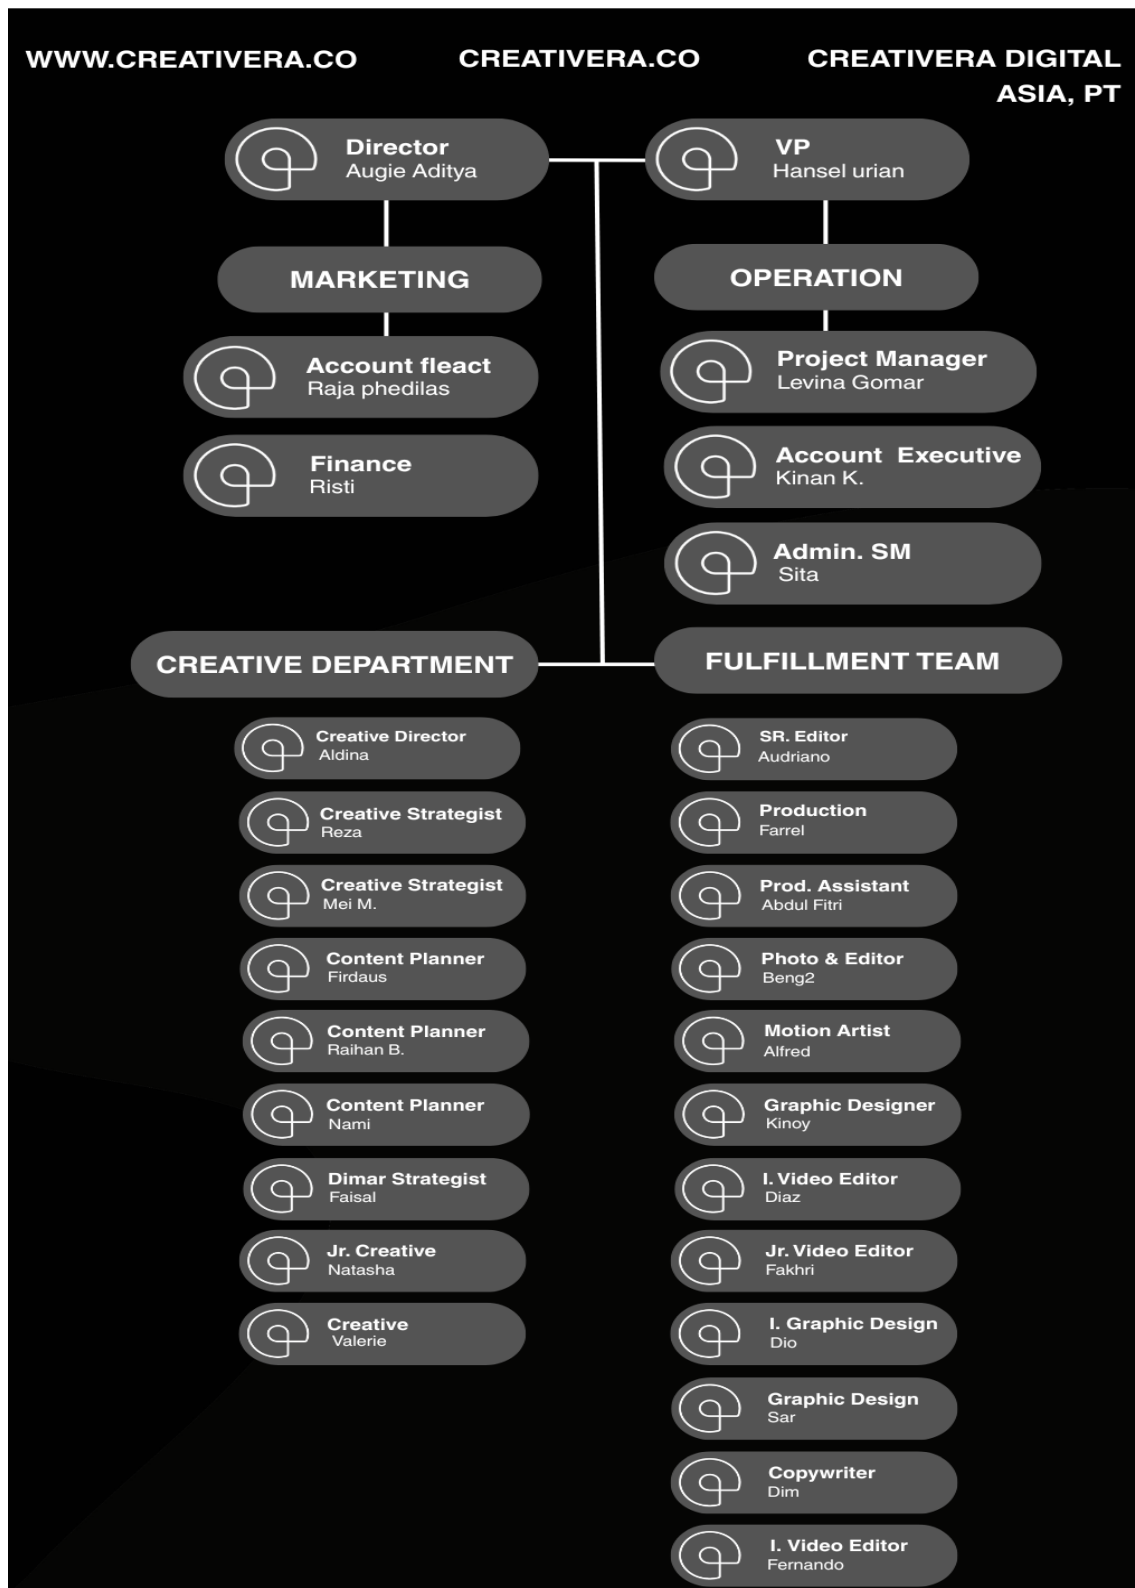 WWW.CREATIVERA.CO
CREATIVERA.CO
CREATIVERA DIGITAL
ASIA, PT
Director
Augie Aditya
VP
Hansel urian
MARKETING
OPERATION
Account fleact
Raja phedilas
Finance
Risti
Project Manager
Levina Gomar
Account Executive
Kinan K.
Admin. SM
Sita
CREATIVE DEPARTMENT
FULFILLMENT TEAM
Creative Director
Aldina
Creative Strategist
Reza
Creative Strategist
Mei M.
Content Planner
Firdaus
Content Planner
Raihan B.
Content Planner
Nami
Dimar Strategist
Faisal
Jr. Creative
Natasha
Creative
Valerie
SR. Editor
Audriano
Production
Farrel
Prod. Assistant
Abdul Fitri
Photo & Editor
Beng2
Motion Artist
Alfred
Graphic Designer
Kinoy
I. Video Editor
Diaz
Jr. Video Editor
Fakhri
I. Graphic Design
Dio
Graphic Design
Sar
Copywriter
Dim
I. Video Editor
Fernando